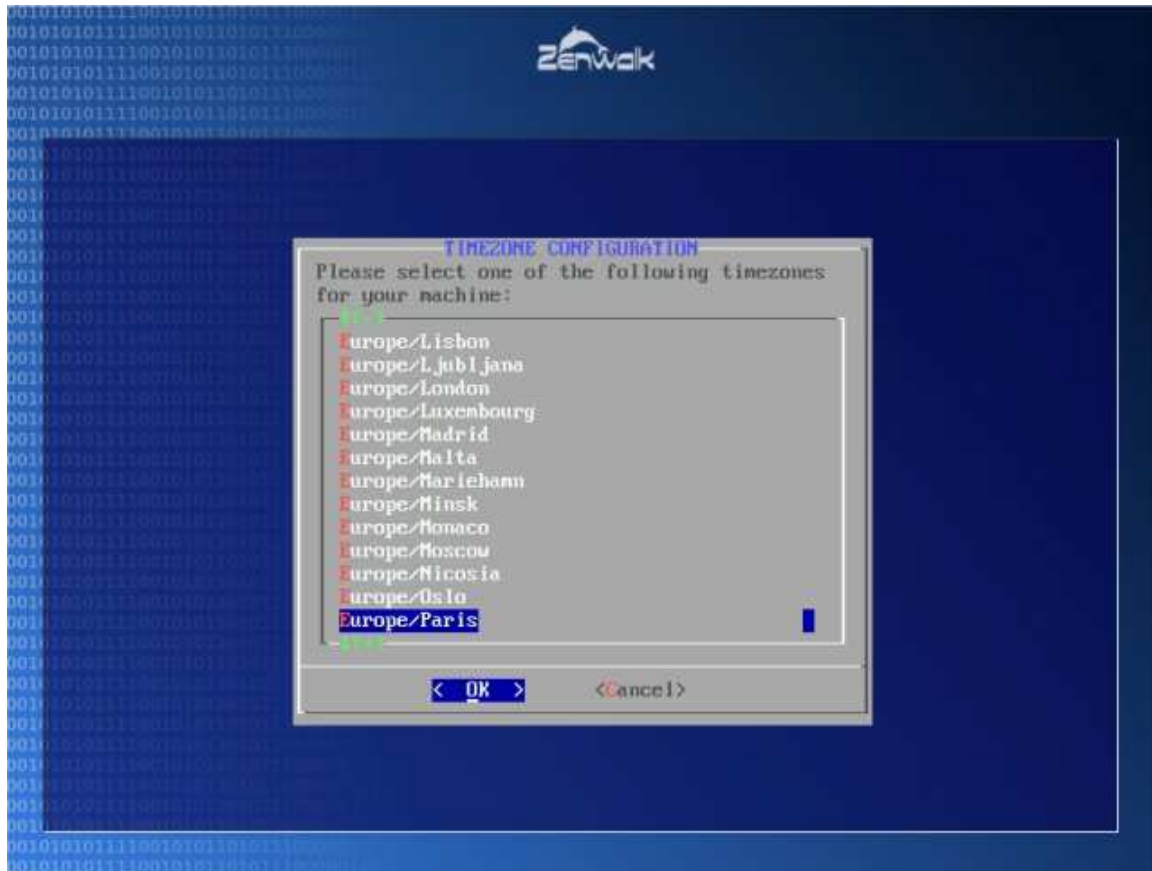 Zenwalk
TIMEZONE CONFIGURATION
Please select one of the following timezones
for your machine:
Europe/Lisbon
Europe/Ljubljana
Europe/London
Europe/Luxembourg
Europe/Madrid
Europe/Malta
Europe/Mariehamn
Europe/Minsk
Europe/Monaco
Europe/Moscow
Europe/Nicosia
Europe/Oslo
Europe/Paris
< OK > <Cancel>